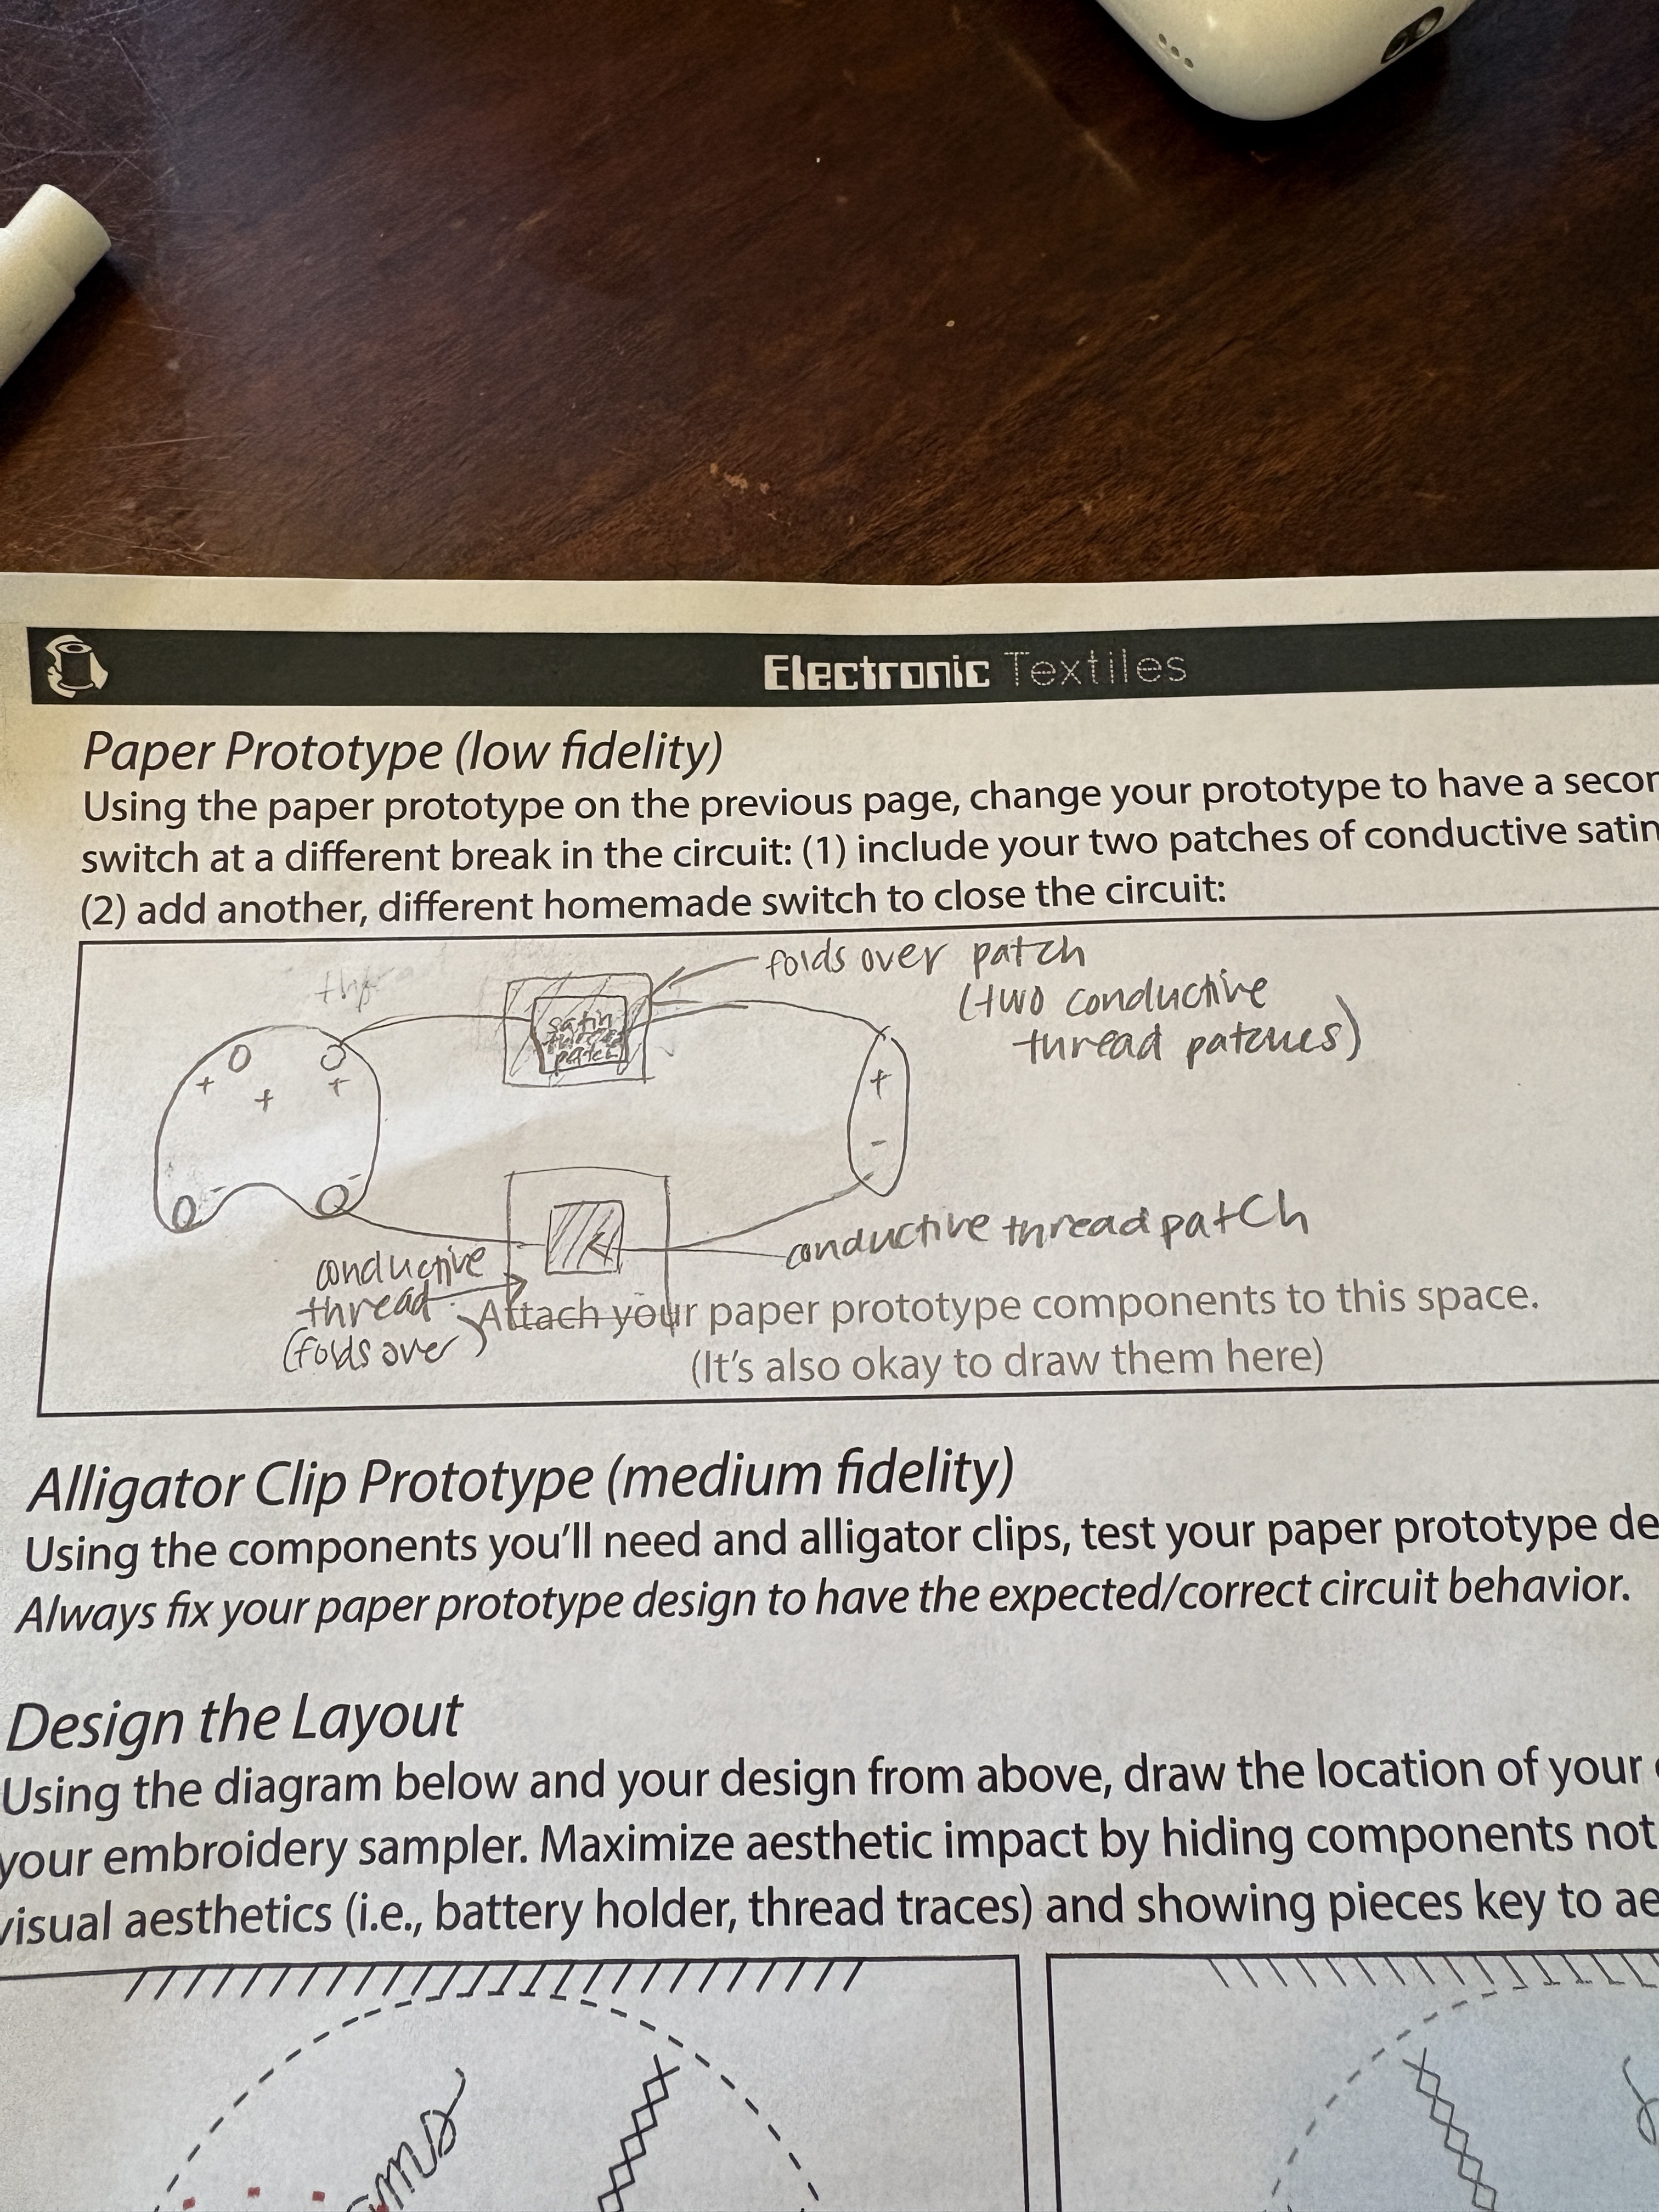 Electronic Textiles
Paper Prototype (low fidelity)
Using the paper prototype on the previous page, change your prototype to have a secon
switch at a different break in the circuit: (1) include your two patches of conductive satin
(2) add another, different homemade switch to close the circuit:
folds over patch
(two conductive
thread patches)
satin
patch
+
+
+
-
-
+
-
conductive thread patch
conductive
thread
(folds over)
Attach your paper prototype components to this space.
(It's also okay to draw them here)
Alligator Clip Prototype (medium fidelity)
Using the components you'll need and alligator clips, test your paper prototype de
Always fix your paper prototype design to have the expected/correct circuit behavior.
Design the Layout
Using the diagram below and your design from above, draw the location of your
your embroidery sampler. Maximize aesthetic impact by hiding components not
visual aesthetics (i.e., battery holder, thread traces) and showing pieces key to ae